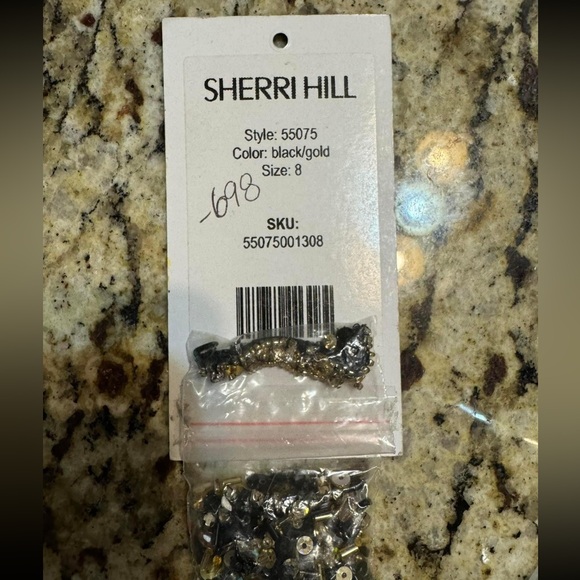 SHERRI HILL
Style: 55075
Color: black/gold
Size: 8
-698
SKU:
55075001308